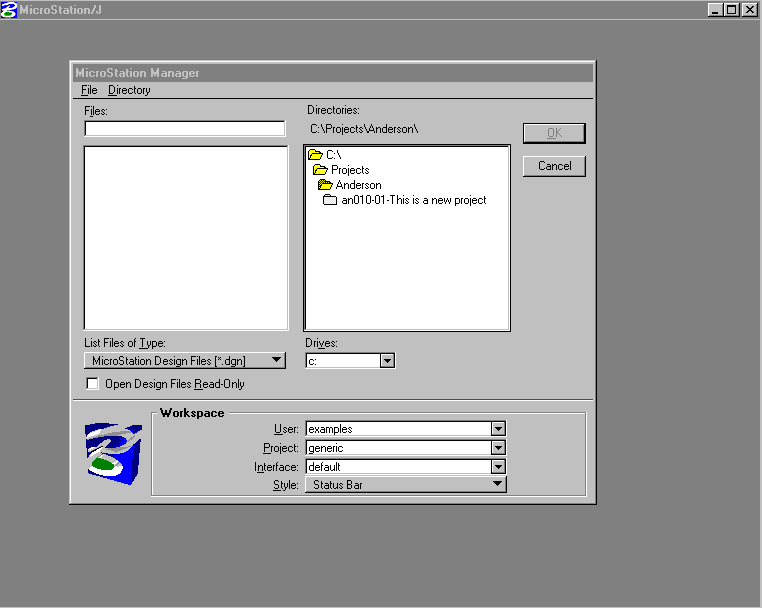 MicroStation/J
MicroStation Manager
File Directory
Files:
Directories:
C:\Projects\Anderson\
OK
Cancel
C:\
Projects
Anderson
an010-01-This is a new project
List Files of Type:
MicroStation Design Files [*.dgn]
Drives:
c:
Open Design Files Read-Only
Workspace
User: examples
Project: generic
Interface: default
Style: Status Bar